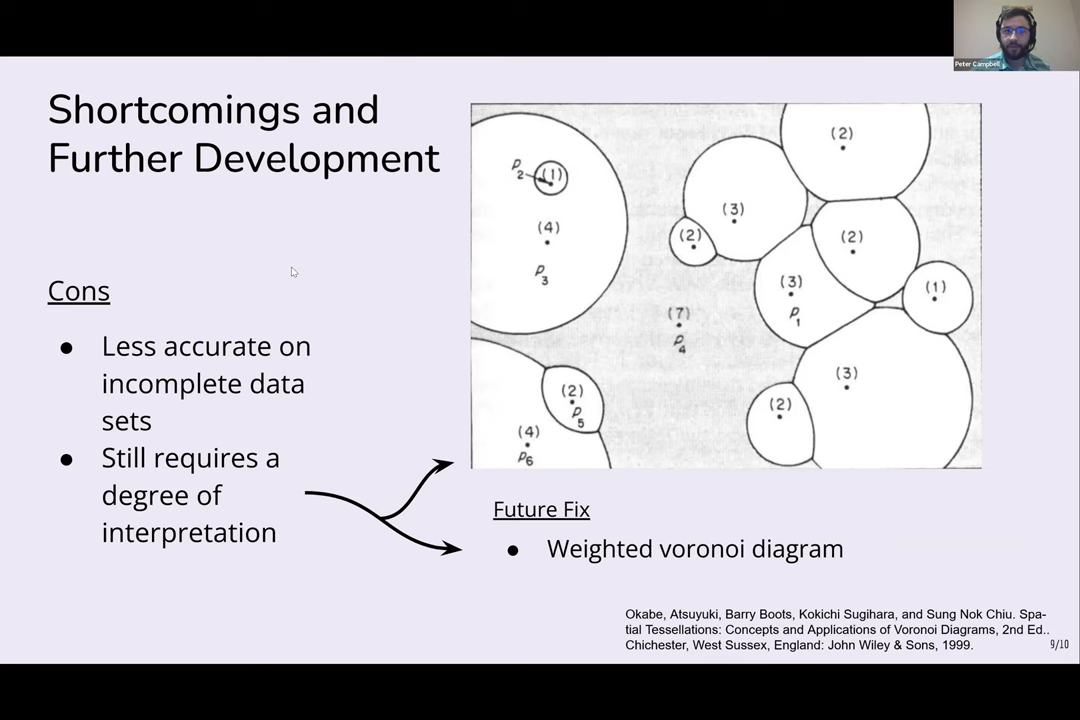 Peter Campbell
Shortcomings and
Further Development
Cons
● Less accurate on
incomplete data
sets
● Still requires a
degree of
interpretation
(2)
P2
(1)
(4)
P3
(3)
(2)
(2)
(3)
P1
(1)
(7)
P4
(3)
(2)
(2)
P5
(4)
P6
Future Fix
● Weighted voronoi diagram
Okabe, Atsuyuki, Barry Boots, Kokichi Sugihara, and Sung Nok Chiu. Spa-
tial Tessellations: Concepts and Applications of Voronoi Diagrams, 2nd Ed..
Chichester, West Sussex, England: John Wiley & Sons, 1999.
9/10